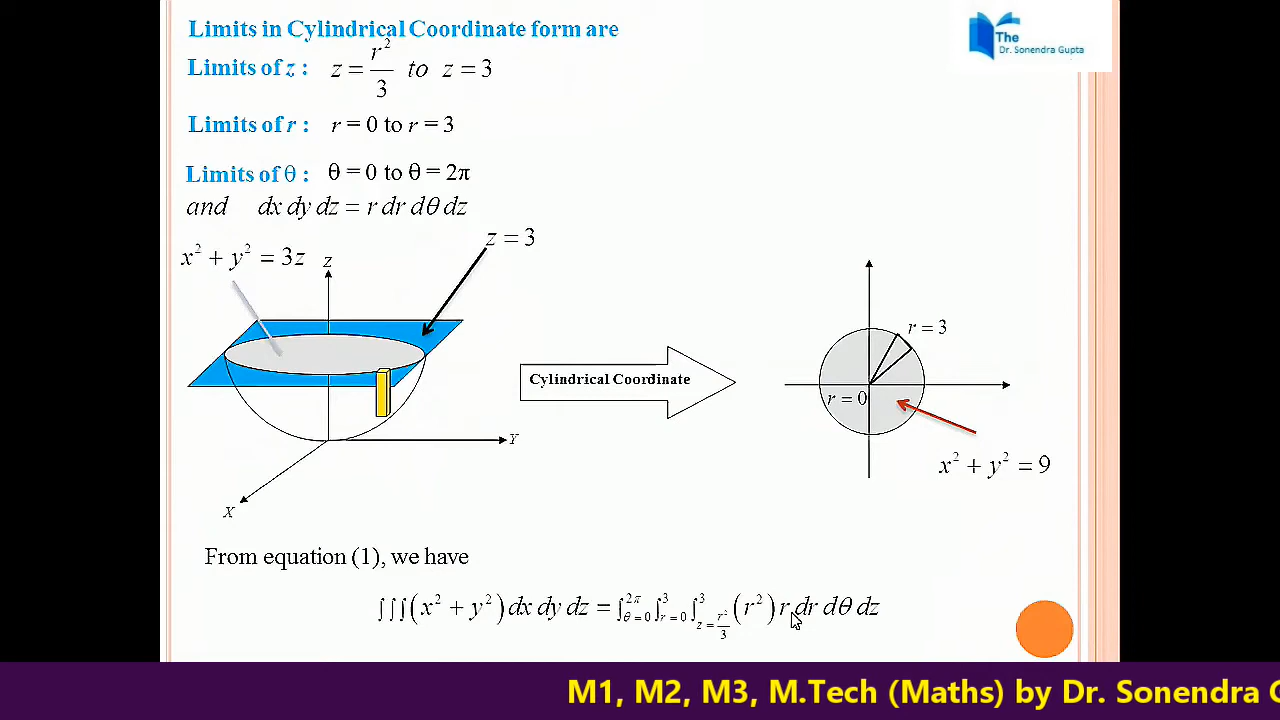 Limits in Cylindrical Coordinate form are
The
Dr. Sonendra Gupta
Limits of z : z = r²/3 to z = 3
Limits of r : r = 0 to r = 3
Limits of θ : θ = 0 to θ = 2π
and dx dy dz = r dr dθ dz
z = 3
x² + y² = 3z
Z
r = 3
Cylindrical Coordinate
r = 0
Y
x² + y² = 9
X
From equation (1), we have
∫∫∫(x² + y²) dx dy dz = ∫_{θ=0}^{2π} ∫_{r=0}^{3} ∫_{z=r²/3}^{3} (r²) r dr dθ dz
M1, M2, M3, M.Tech (Maths) by Dr. Sonendra